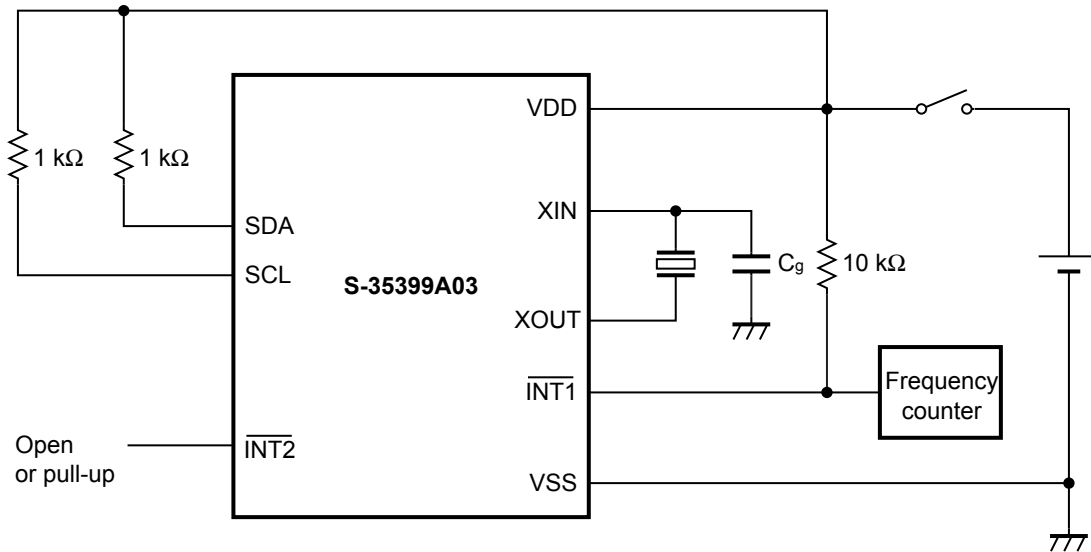 VDD
1 kΩ
1 kΩ
SDA
XIN
SCL
S-35399A03
Cg
10 kΩ
XOUT
INT1
Frequency
counter
Open
or pull-up
INT2
VSS